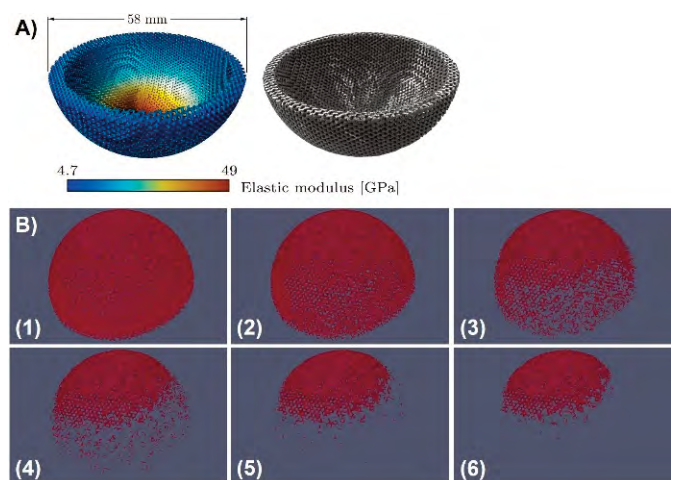 A)
58 mm
4.7
49
Elastic modulus [GPa]
B)
(1)
(2)
(3)
(4)
(5)
(6)